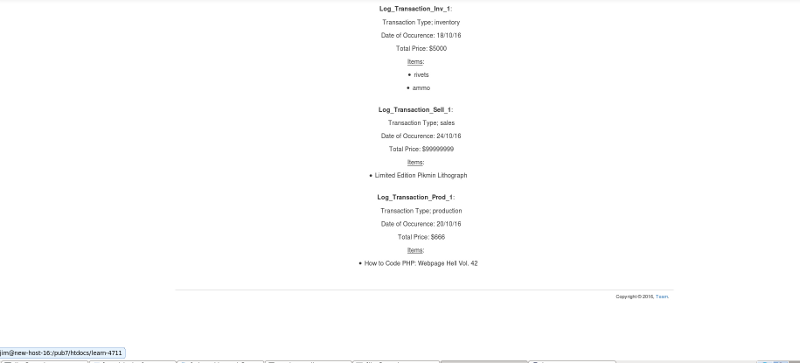 Log_Transaction_Inv_1:
Transaction Type; inventory
Date of Occurence: 18/10/16
Total Price: $5000
Items:
• rivets
• ammo
Log_Transaction_Sell_1:
Transaction Type; sales
Date of Occurence: 24/10/16
Total Price: $99999999
Items:
• Limited Edition Pikmin Lithograph
Log_Transaction_Prod_1:
Transaction Type; production
Date of Occurence: 20/10/16
Total Price: $666
Items:
• How to Code PHP: Webpage Hell Vol. 42
Copyright © 2016,
jim@new-host-16:/pub7/htdocs/learn-4711